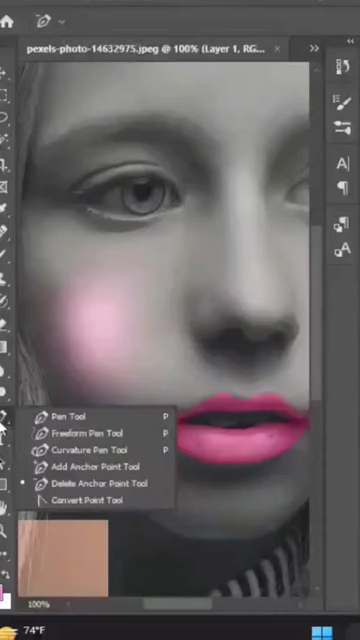 pexels-photo-14632975.jpeg @ 100% (Layer 1, RG...
Pen Tool P
Freeform Pen Tool P
Curvature Pen Tool P
Add Anchor Point Tool
Delete Anchor Point Tool
Convert Point Tool
100%
74°F